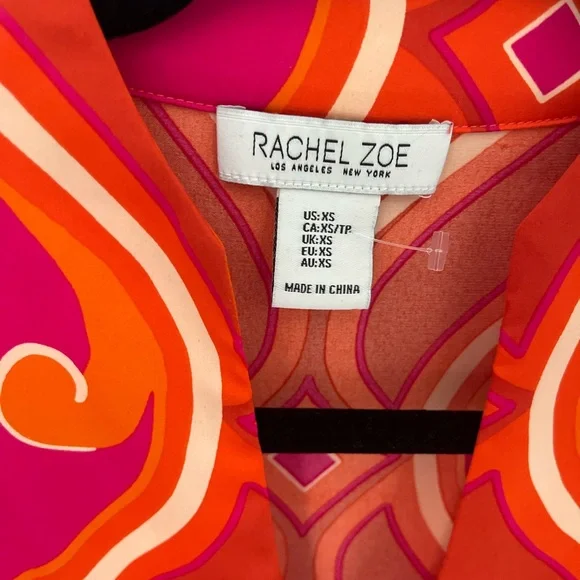 RACHEL ZOE
LOS ANGELES NEW YORK
US:XS
CA:XS/TP
UK:XS
EU:XS
AU:XS
MADE IN CHINA